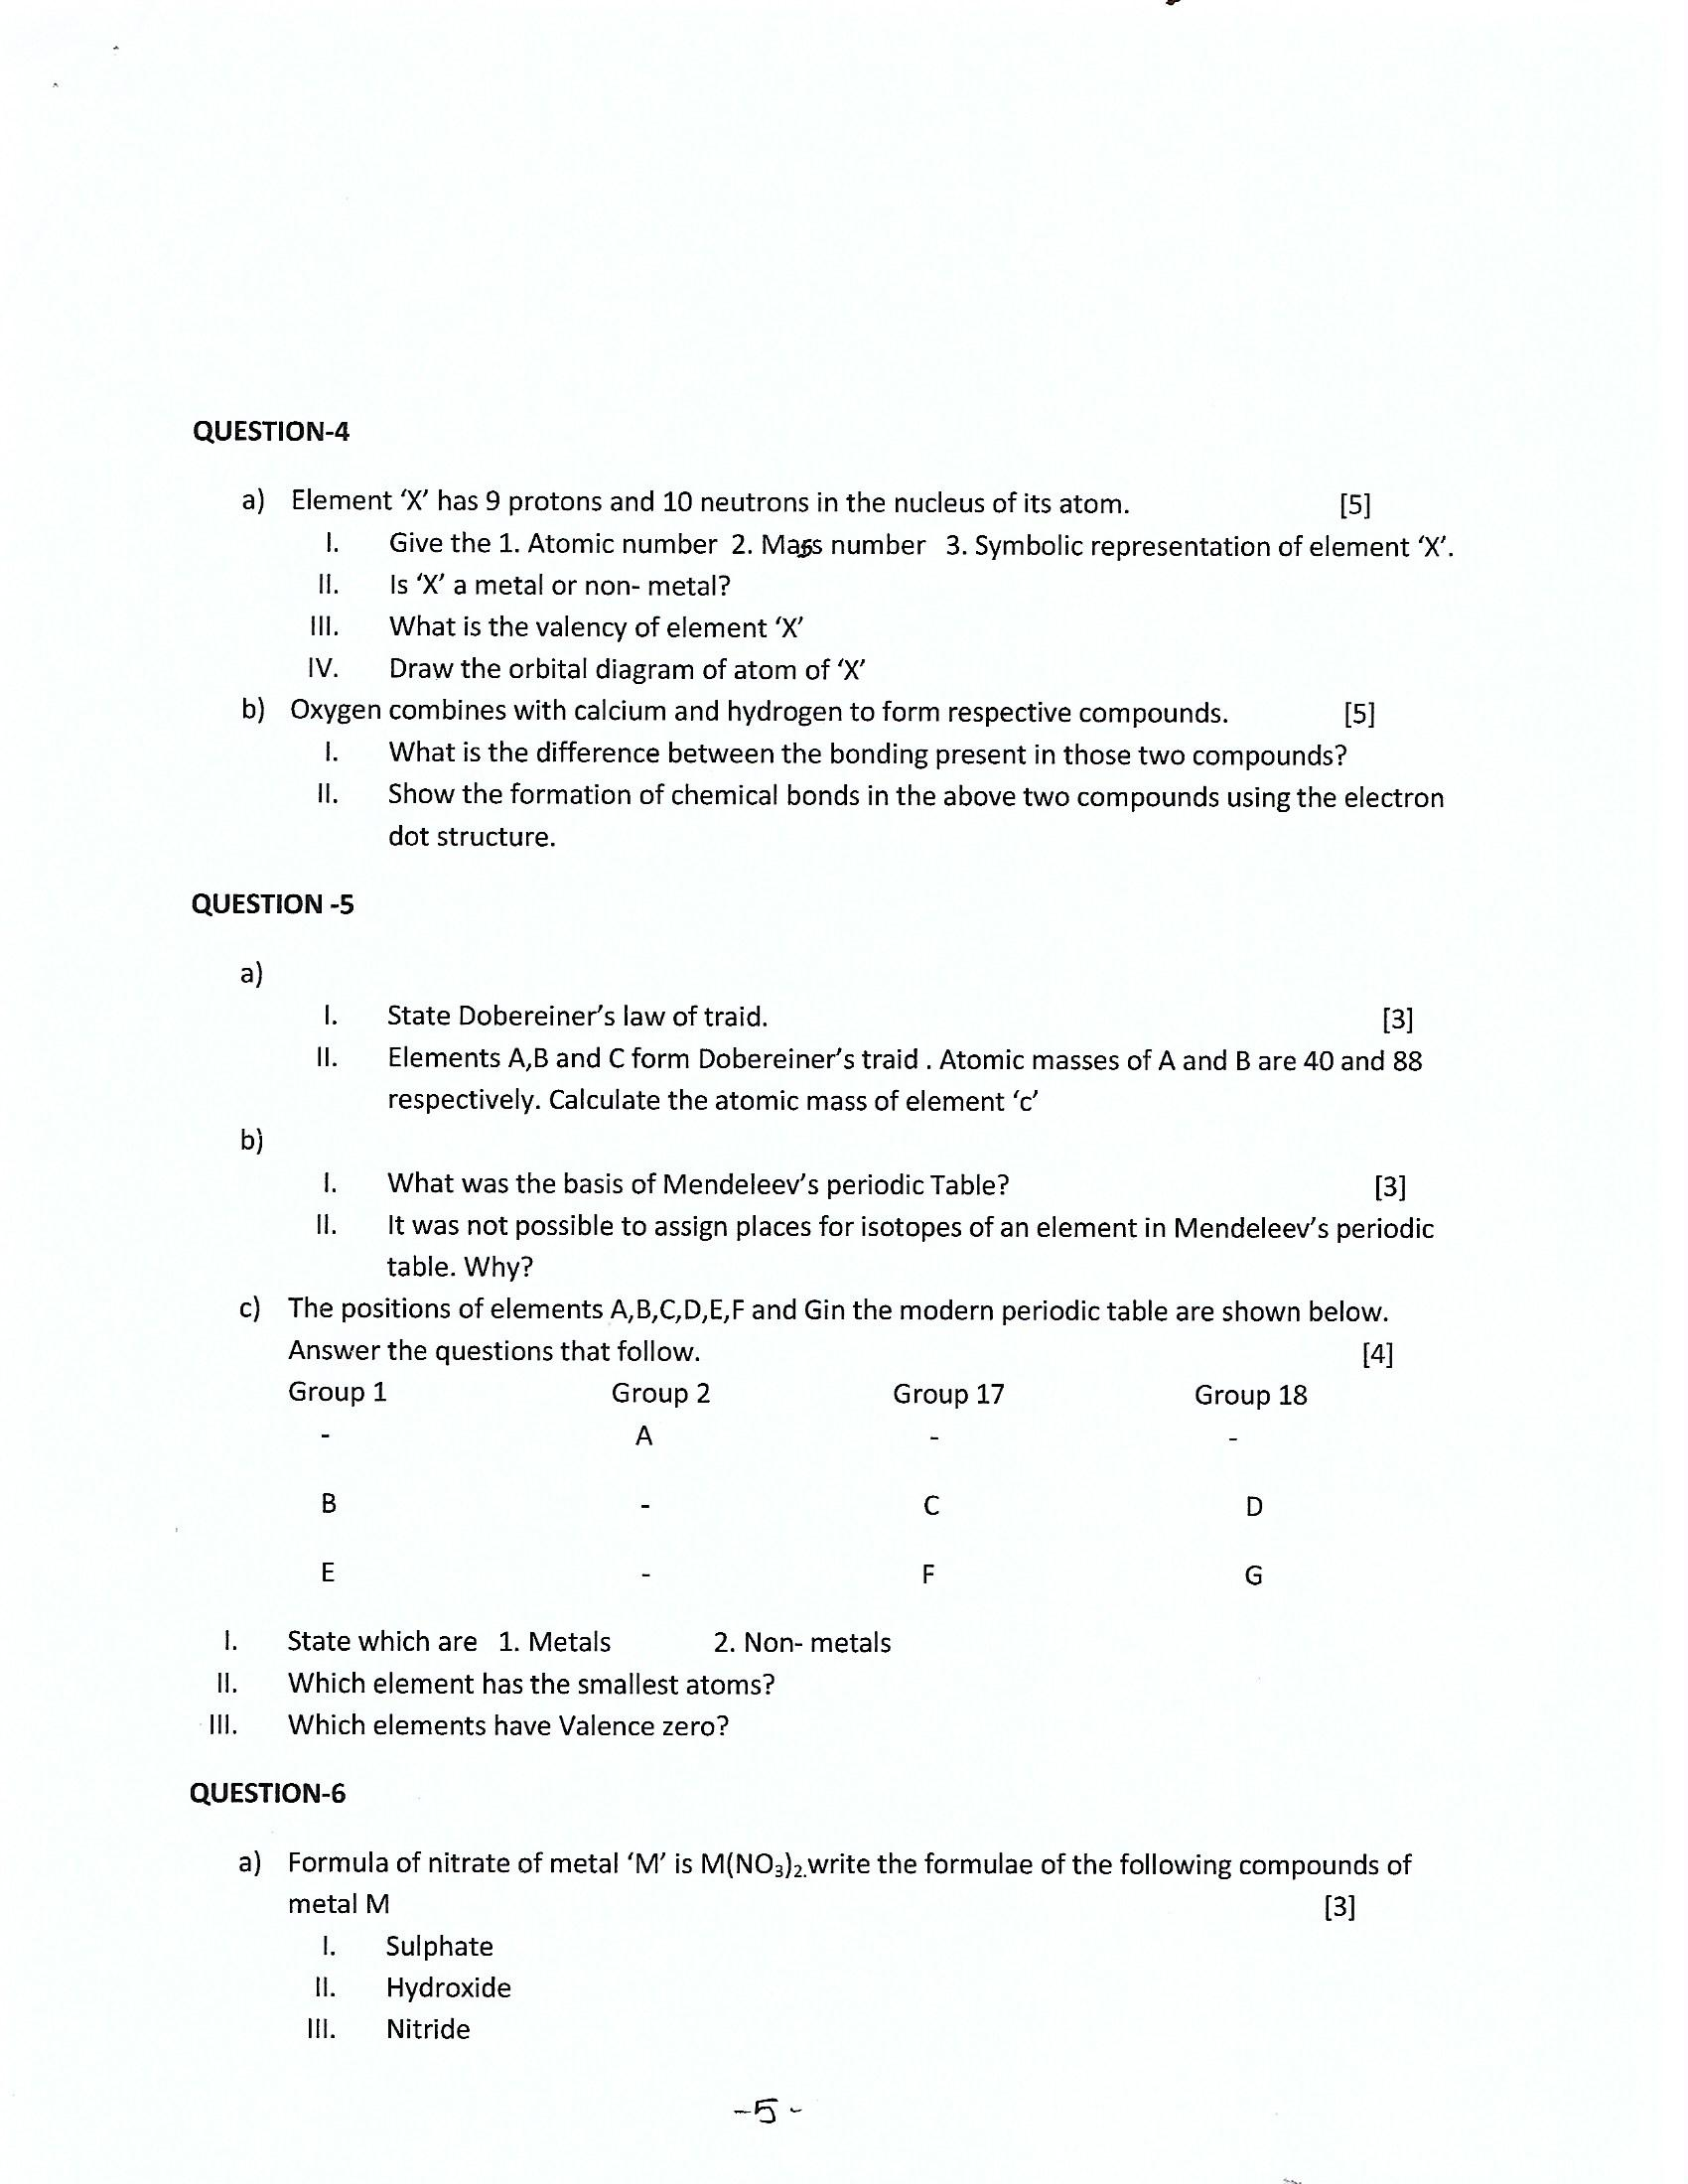 QUESTION-4
a) Element ‘X’ has 9 protons and 10 neutrons in the nucleus of its atom. [5]
I. Give the 1. Atomic number 2. Mass number 3. Symbolic representation of element ‘X’.
II. Is ‘X’ a metal or non- metal?
III. What is the valency of element ‘X’
IV. Draw the orbital diagram of atom of ‘X’
b) Oxygen combines with calcium and hydrogen to form respective compounds. [5]
I. What is the difference between the bonding present in those two compounds?
II. Show the formation of chemical bonds in the above two compounds using the electron
dot structure.
QUESTION -5
a)
I. State Dobereiner’s law of traid. [3]
II. Elements A,B and C form Dobereiner’s traid . Atomic masses of A and B are 40 and 88
respectively. Calculate the atomic mass of element ‘c’
b)
I. What was the basis of Mendeleev’s periodic Table? [3]
II. It was not possible to assign places for isotopes of an element in Mendeleev’s periodic
table. Why?
c) The positions of elements A,B,C,D,E,F and Gin the modern periodic table are shown below.
Answer the questions that follow. [4]
Group 1 Group 2 Group 17 Group 18
- A - -
B - C D
E - F G
I. State which are 1. Metals 2. Non- metals
II. Which element has the smallest atoms?
III. Which elements have Valence zero?
QUESTION-6
a) Formula of nitrate of metal ‘M’ is M(NO₃)₂.write the formulae of the following compounds of
metal M [3]
I. Sulphate
II. Hydroxide
III. Nitride
-5-